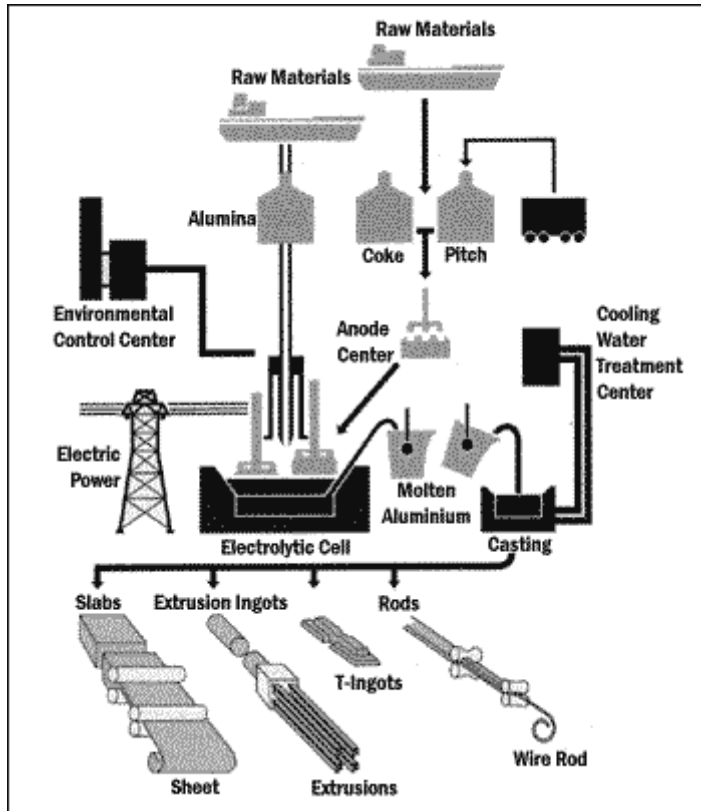 Raw Materials
Raw Materials
Alumina
Coke
Pitch
Environmental
Control Center
Anode
Center
Cooling
Water
Treatment
Center
Electric
Power
Molten
Aluminium
Electrolytic Cell
Casting
Slabs
Extrusion Ingots
Rods
T-Ingots
Wire Rod
Sheet
Extrusions